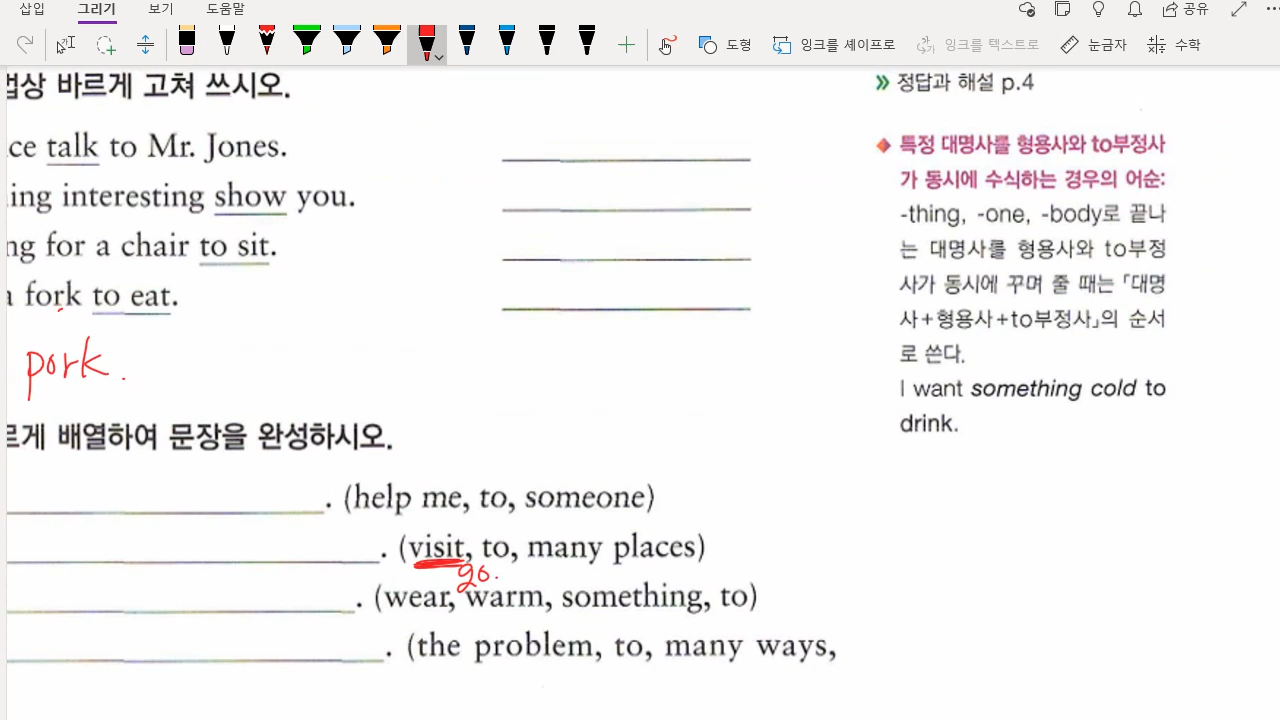 삽입 그리기 보기 도움말 공유
도형 잉크를 셰이프로 잉크를 텍스트로 눈금자 수학
법상 바르게 고쳐 쓰시오.
ce talk to Mr. Jones.
ing interesting show you.
ng for a chair to sit.
a fork to eat.
pork.
르게 배열하여 문장을 완성하시오.
. (help me, to, someone)
. (visit, to, many places)
go.
. (wear, warm, something, to)
. (the problem, to, many ways,
» 정답과 해설 p.4
특정 대명사를 형용사와 to부정사
가 동시에 수식하는 경우의 어순:
-thing, -one, -body로 끝나
는 대명사를 형용사와 to부정
사가 동시에 꾸며 줄 때는 「대명
사+형용사+to부정사」의 순서
로 쓴다.
I want something cold to
drink.